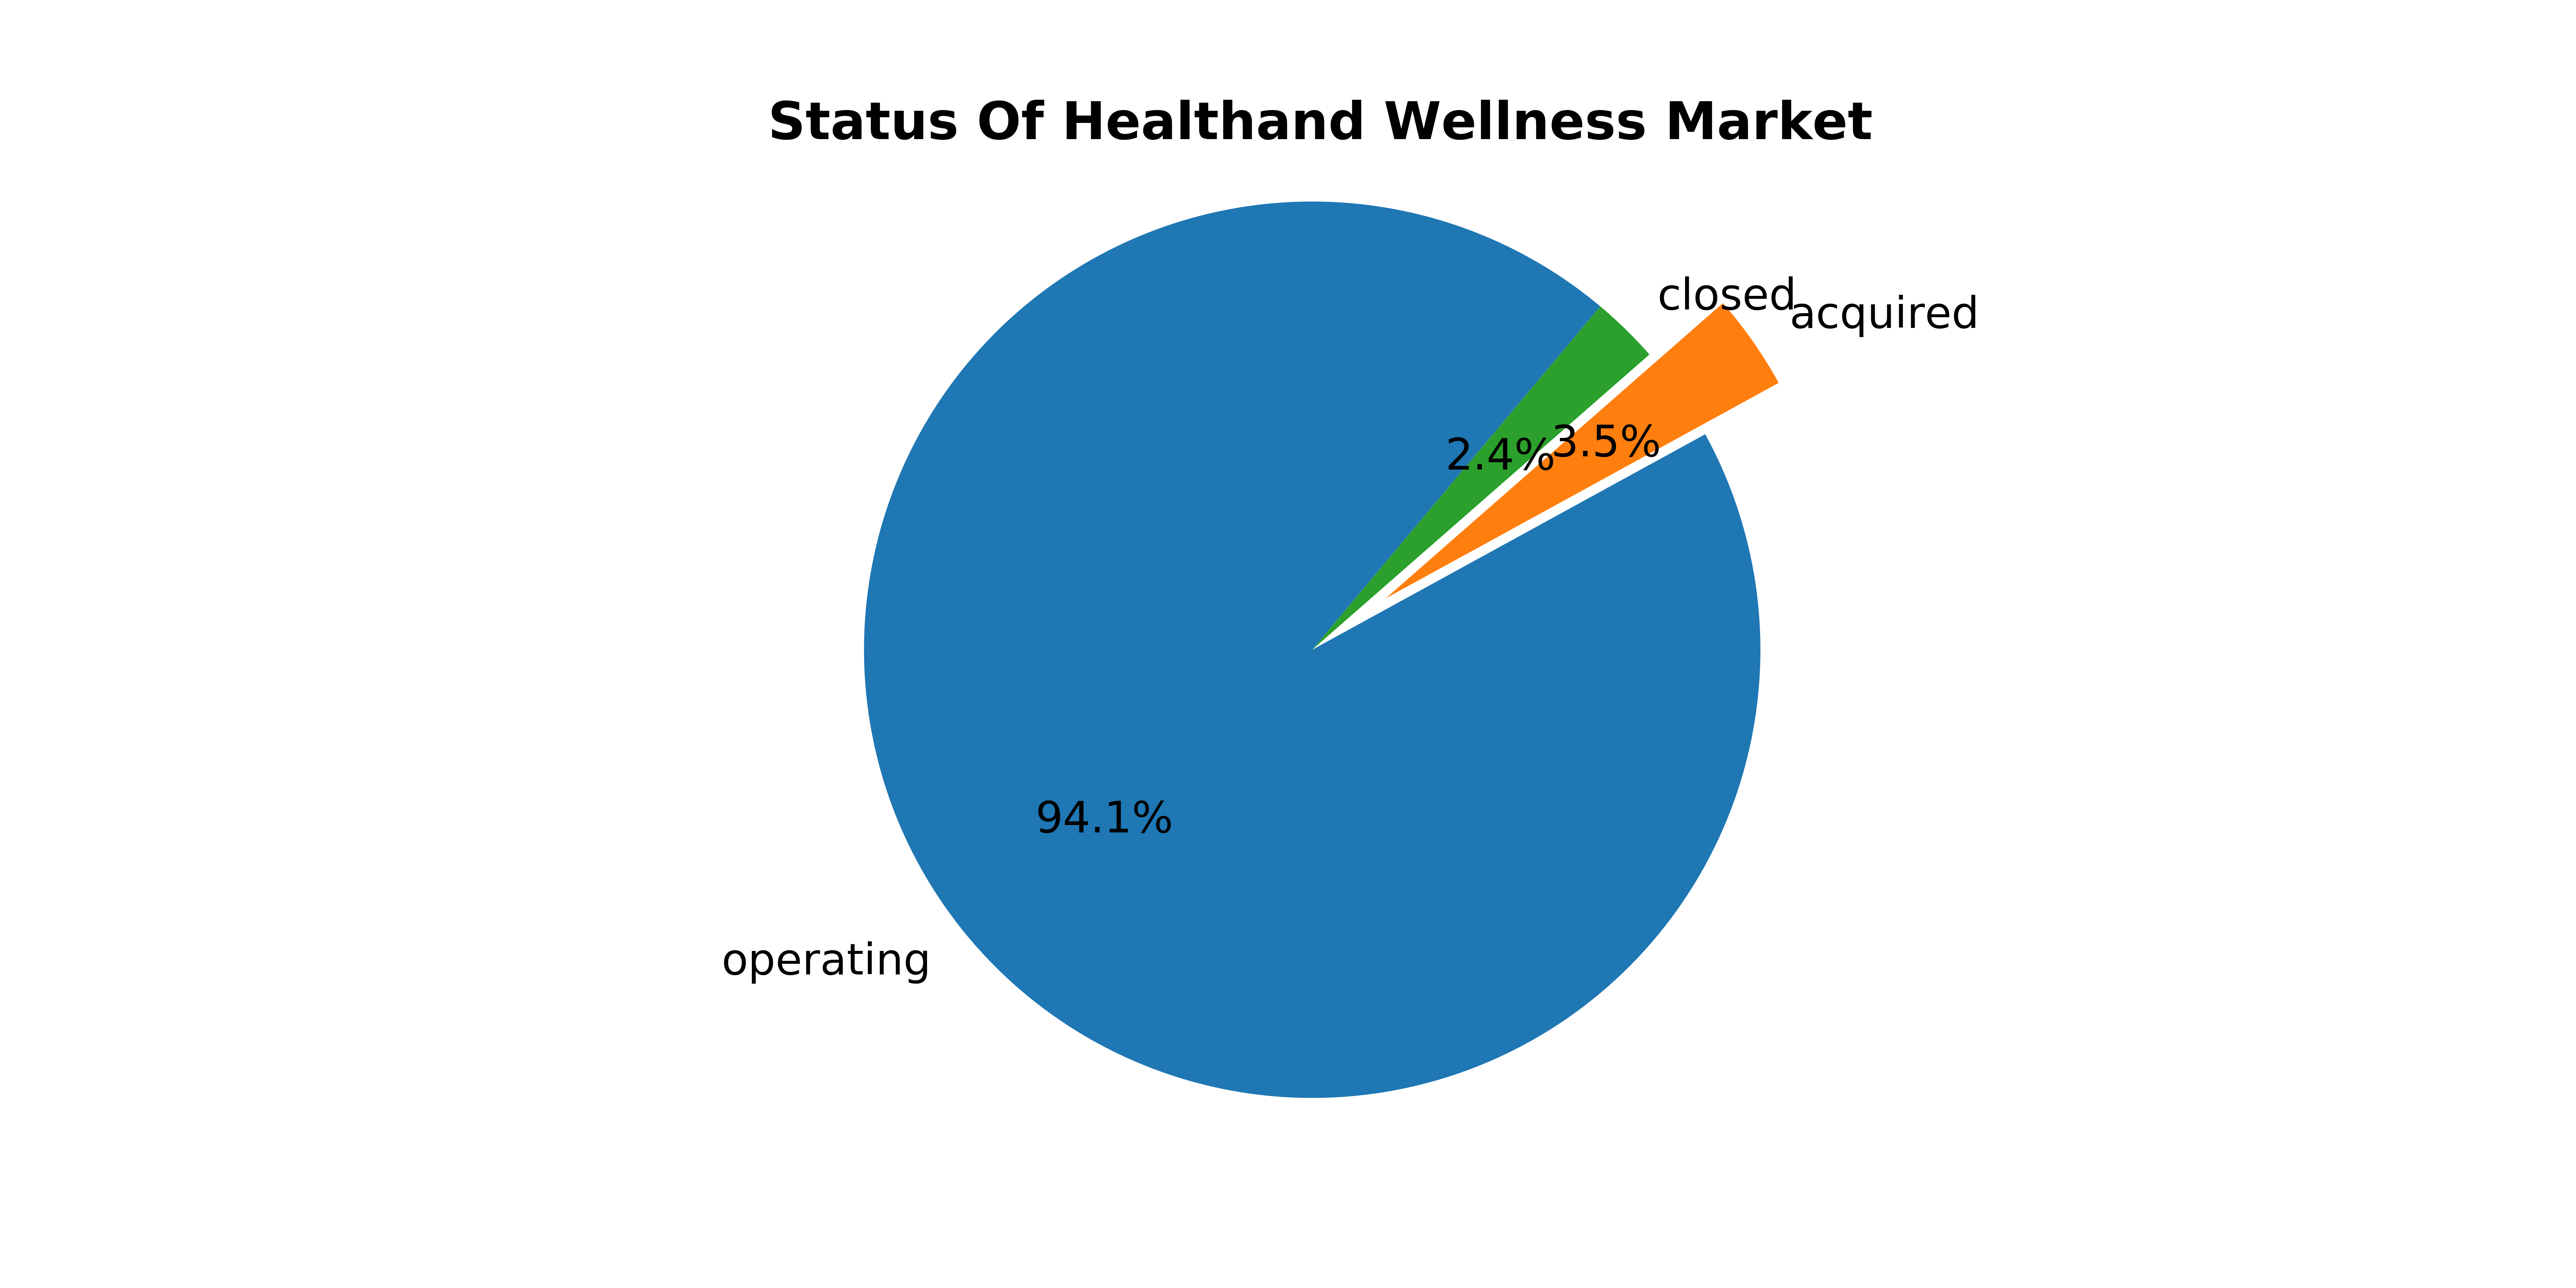 Status Of Healthand Wellness Market
closed
acquired
2.4%
3.5%
94.1%
operating